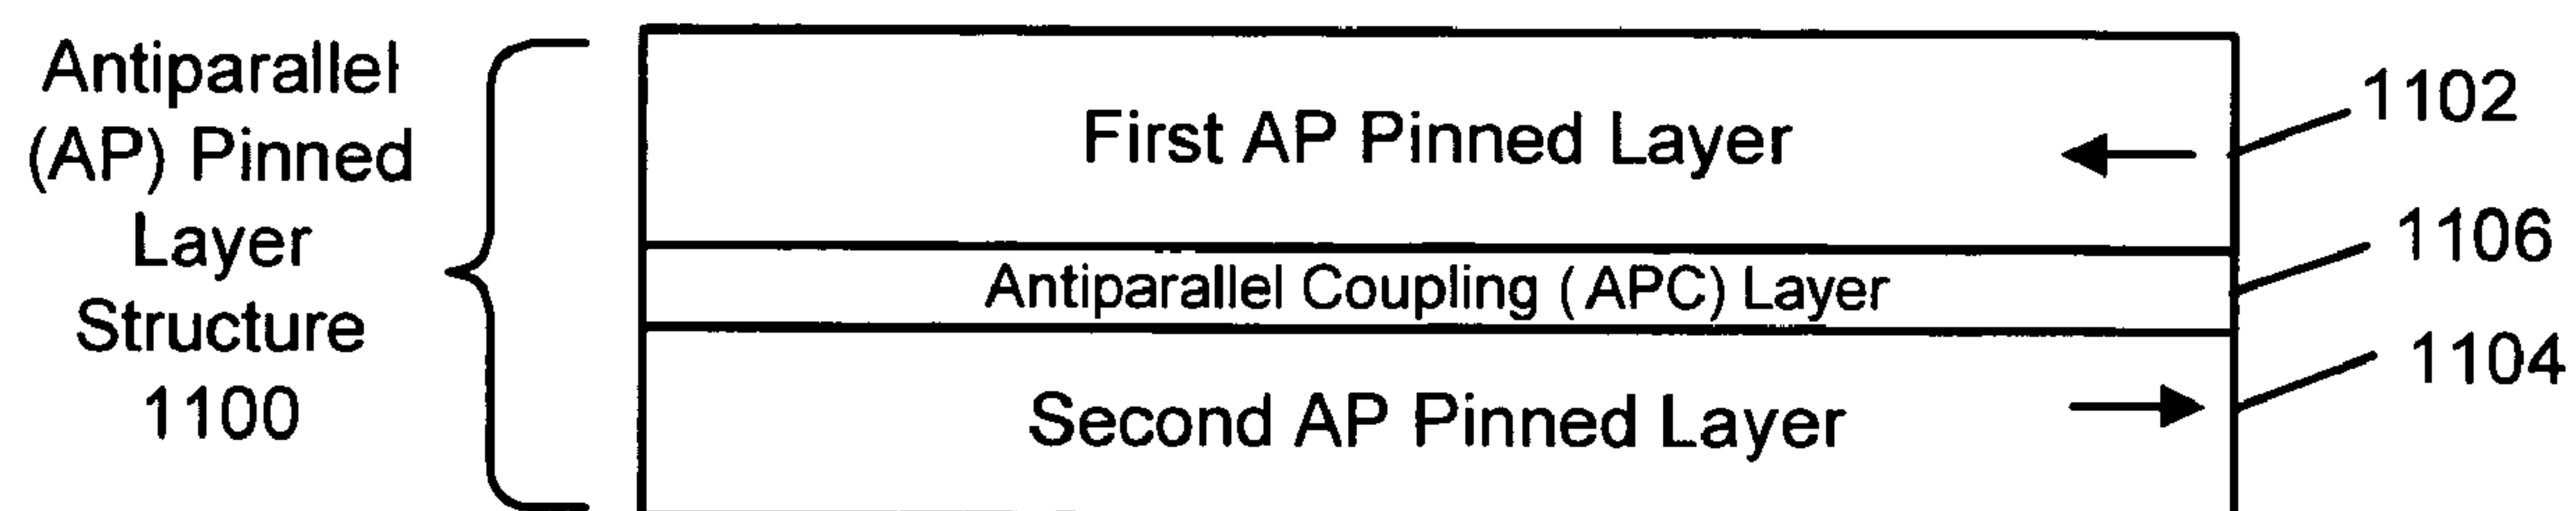 Antiparallel
(AP) Pinned
Layer
Structure
1100
First AP Pinned Layer
1102
Antiparallel Coupling (APC) Layer
1106
Second AP Pinned Layer
1104